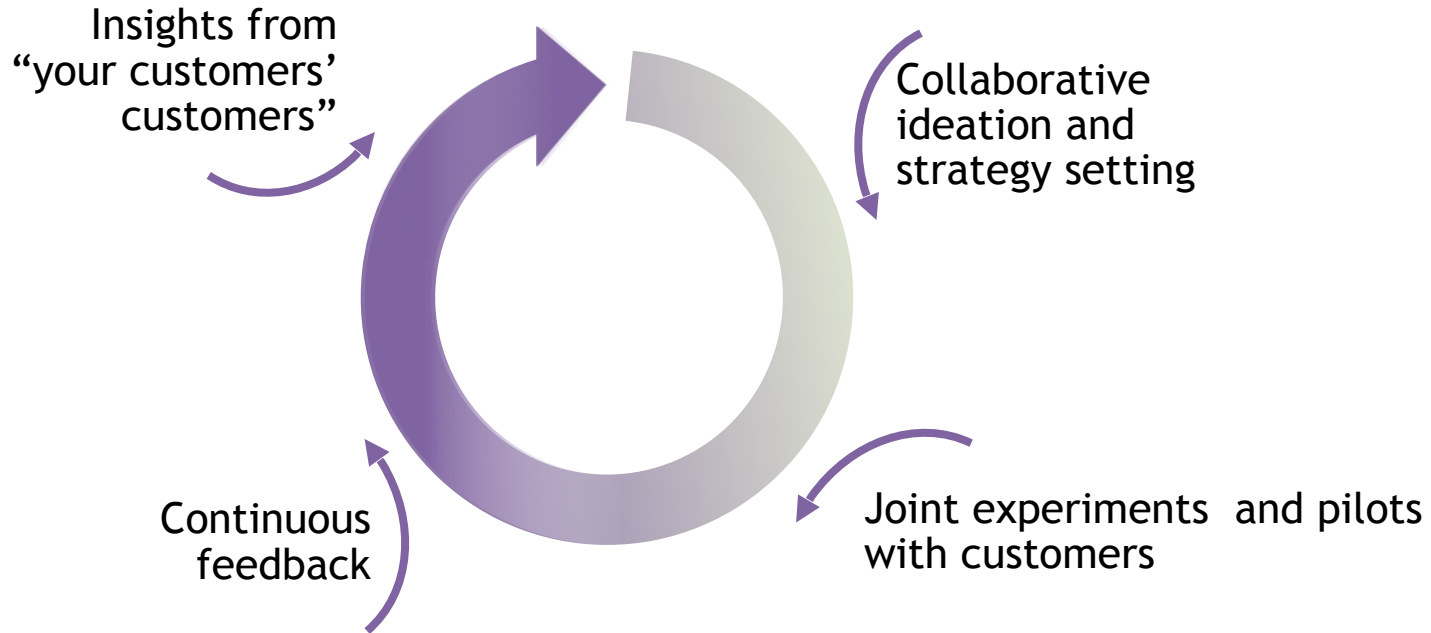 Insights from
“your customers’
customers”
Collaborative
ideation and
strategy setting
Joint experiments  and pilots
with customers
Continuous
feedback